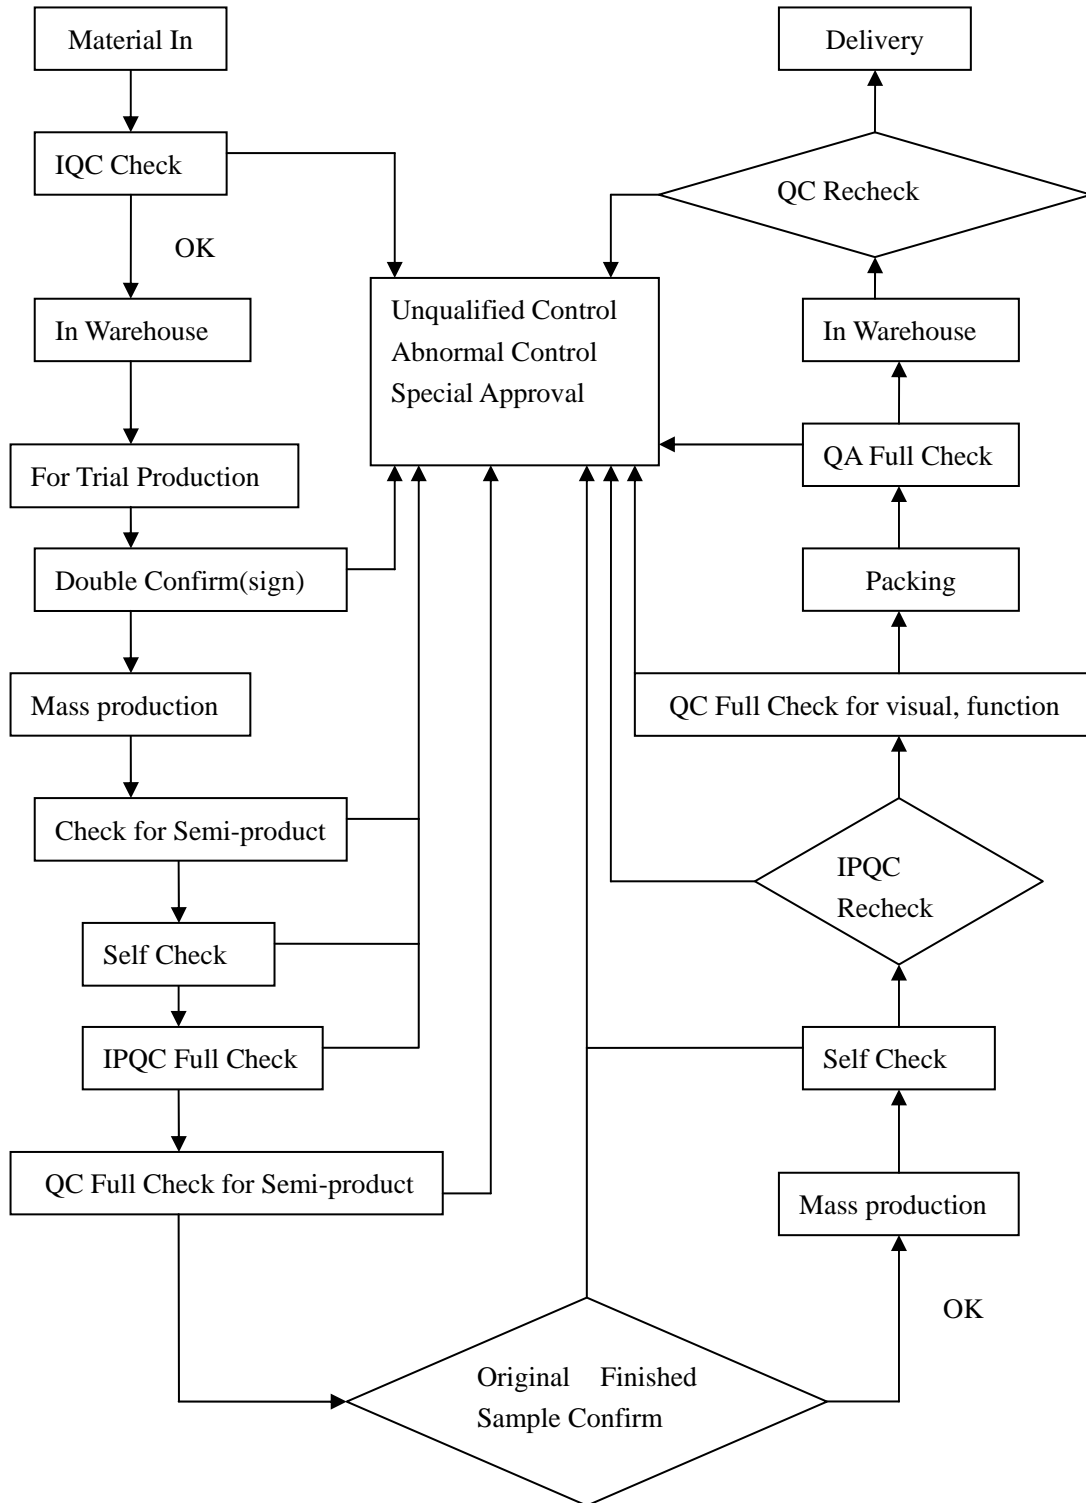 Material In
IQC Check
OK
In Warehouse
For Trial Production
Double Confirm(sign)
Mass production
Check for Semi-product
Self Check
IPQC Full Check
QC Full Check for Semi-product
Original Finished
Sample Confirm
Unqualified Control
Abnormal Control
Special Approval
Delivery
QC Recheck
In Warehouse
QA Full Check
Packing
QC Full Check for visual, function
IPQC
Recheck
Self Check
Mass production
OK